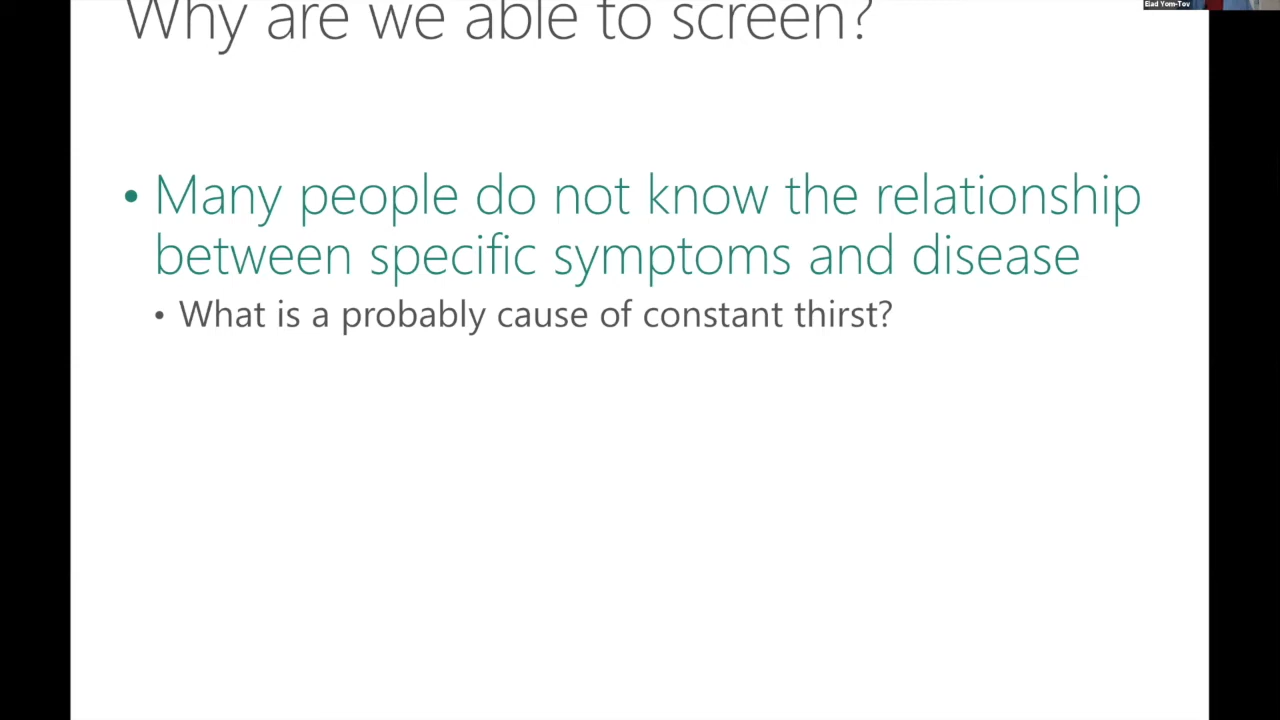 Elad Yom-Tov
Why are we able to screen?
• Many people do not know the relationship
between specific symptoms and disease
• What is a probably cause of constant thirst?